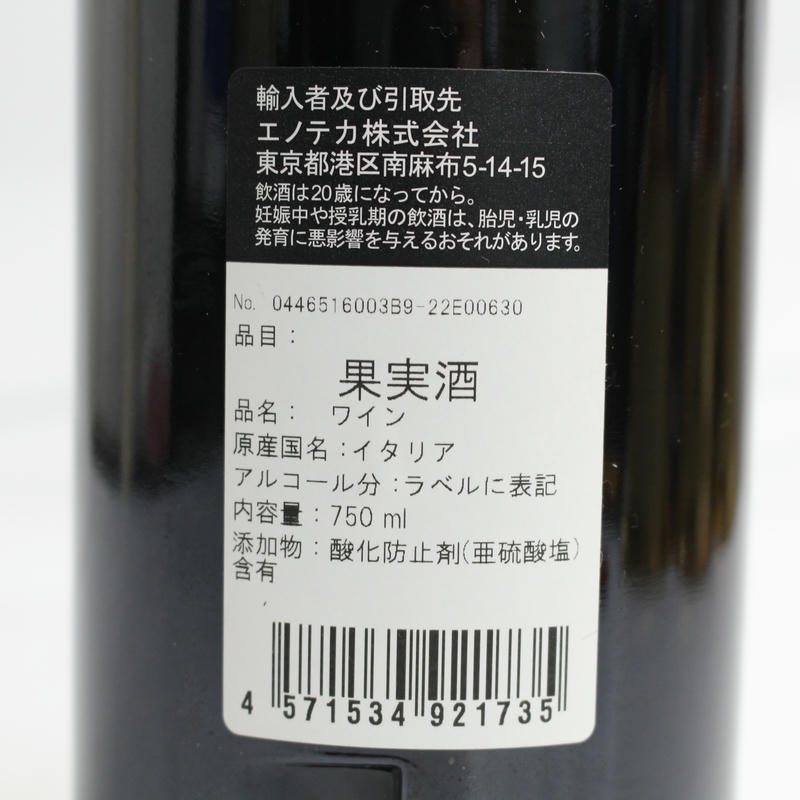 輸入者及び引取先
エノテカ株式会社
東京都港区南麻布5-14-15
飲酒は20歳になってから。
妊娠中や授乳期の飲酒は、胎児・乳児の
発育に悪影響を与えるおそれがあります。
No. 0446516003B9-22E00630
品目：
果実酒
品名： ワイン
原産国名：イタリア
アルコール分：ラベルに表記
内容量：750 ml
添加物：酸化防止剤(亜硫酸塩)
含有
4 571534 921735